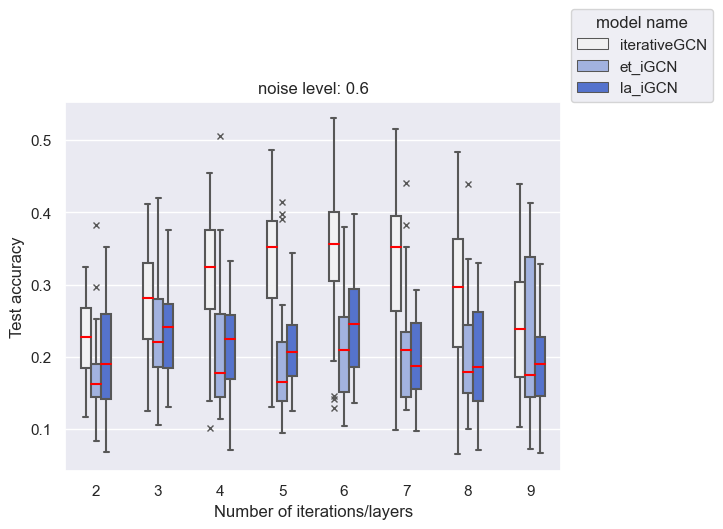 model name
iterativeGCN
et_iGCN
la_iGCN
noise level: 0.6
Test accuracy
0.5
0.4
0.3
0.2
0.1
2 3 4 5 6 7 8 9
Number of iterations/layers